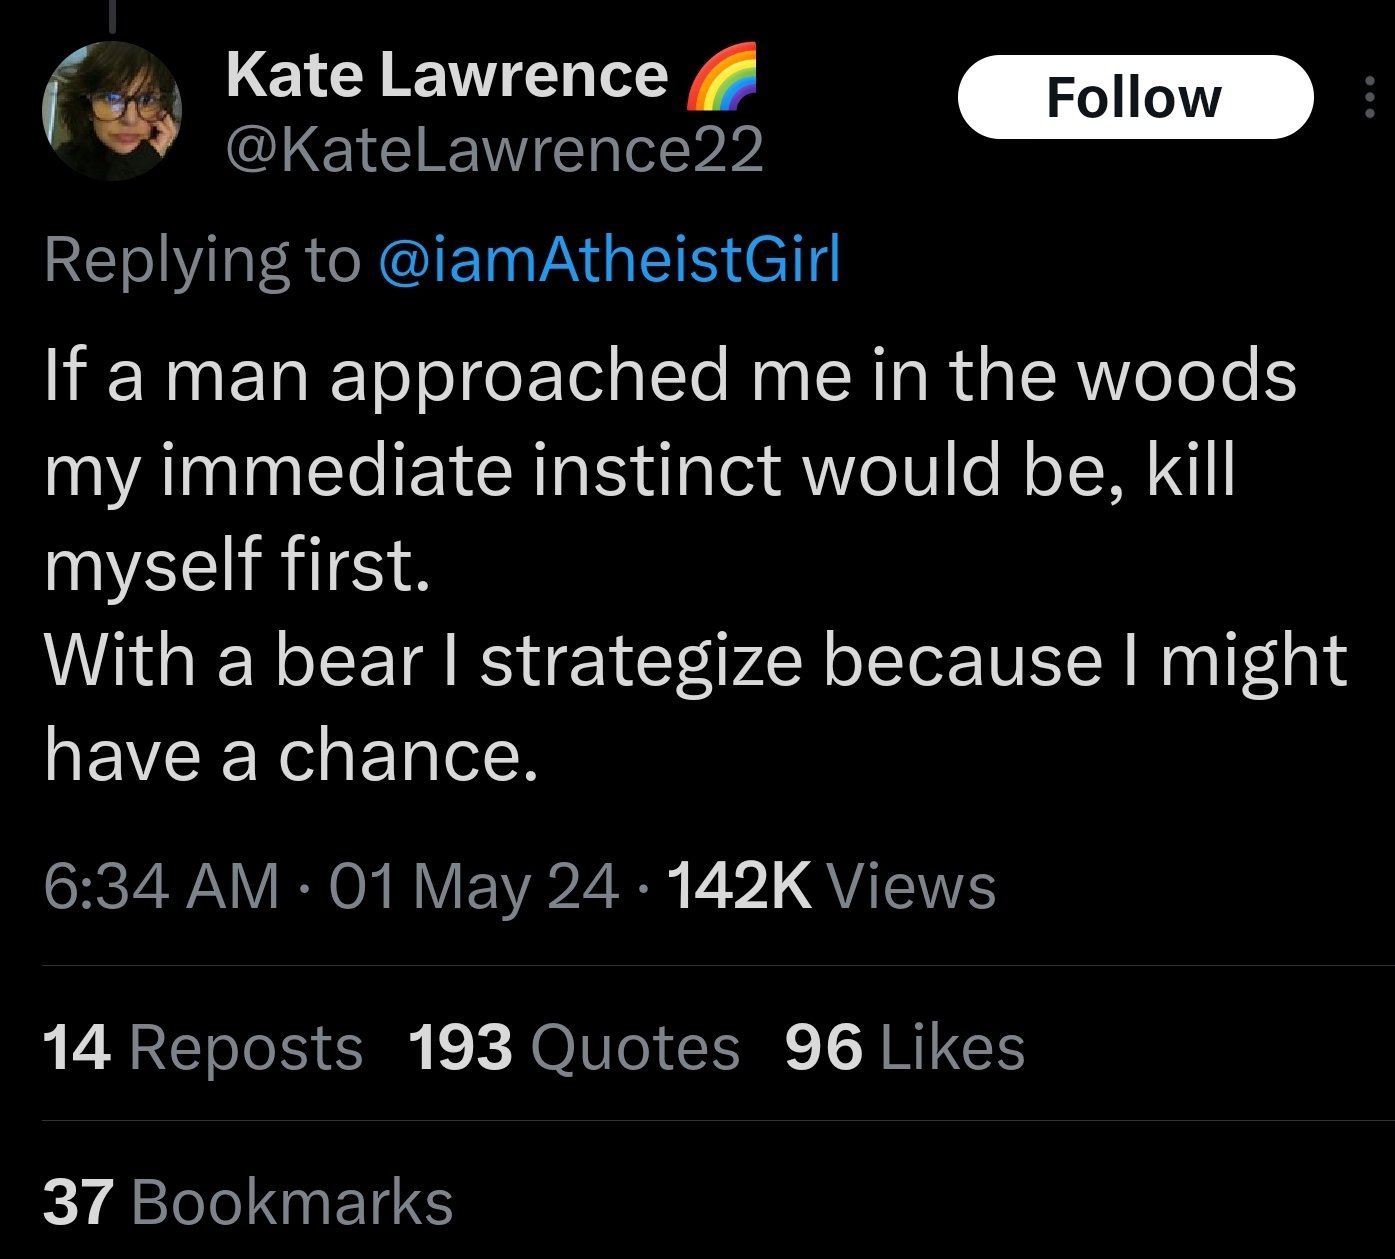 Kate Lawrence 🌈
@KateLawrence22
Follow
Replying to @iamAtheistGirl
If a man approached me in the woods
my immediate instinct would be, kill
myself first.
With a bear I strategize because I might
have a chance.
6:34 AM · 01 May 24 · 142K Views
14 Reposts 193 Quotes 96 Likes
37 Bookmarks